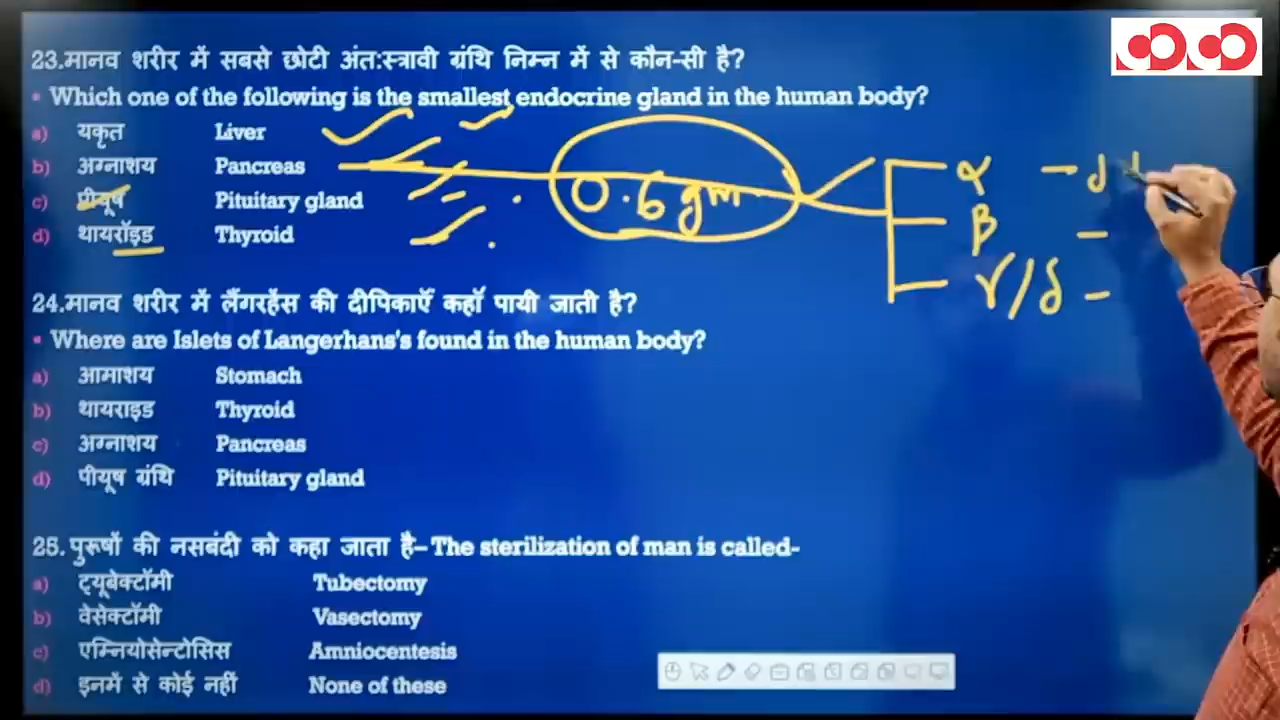 23.मानव शरीर में सबसे छोटी अंत:स्त्रावी ग्रंथि निम्न में से कौन-सी है?
• Which one of the following is the smallest endocrine gland in the human body?
a) यकृत Liver
b) अग्नाशय Pancreas
c) पीयूष Pituitary gland
d) थायरॉइड Thyroid
0.6 gm
α –
β –
γ/δ –
24.मानव शरीर में लैंगरहेंस की दीपिकाएँ कहाँ पायी जाती है?
• Where are Islets of Langerhans's found in the human body?
a) आमाशय Stomach
b) थायराइड Thyroid
c) अग्नाशय Pancreas
d) पीयूष ग्रंथि Pituitary gland
25. पुरूषों की नसबंदी को कहा जाता है– The sterilization of man is called-
a) ट्यूबेक्टॉमी Tubectomy
b) वेसेक्टॉमी Vasectomy
c) एम्नियोसेन्टोसिस Amniocentesis
d) इनमें से कोई नहीं None of these